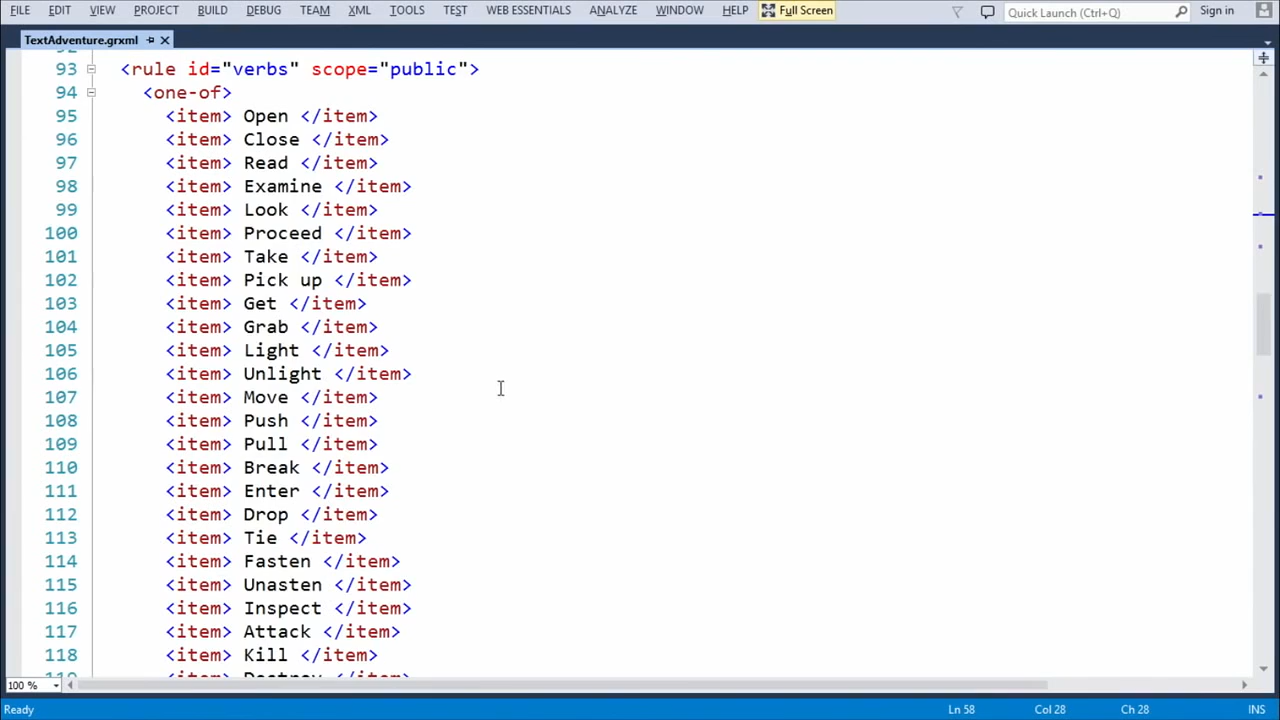 FILE EDIT VIEW PROJECT BUILD DEBUG TEAM XML TOOLS TEST WEB ESSENTIALS ANALYZE WINDOW HELP Full Screen Quick Launch (Ctrl+Q) Sign in
TextAdventure.grxml
92
93 <rule id="verbs" scope="public">
94 <one-of>
95 <item> Open </item>
96 <item> Close </item>
97 <item> Read </item>
98 <item> Examine </item>
99 <item> Look </item>
100 <item> Proceed </item>
101 <item> Take </item>
102 <item> Pick up </item>
103 <item> Get </item>
104 <item> Grab </item>
105 <item> Light </item>
106 <item> Unlight </item>
107 <item> Move </item>
108 <item> Push </item>
109 <item> Pull </item>
110 <item> Break </item>
111 <item> Enter </item>
112 <item> Drop </item>
113 <item> Tie </item>
114 <item> Fasten </item>
115 <item> Unasten </item>
116 <item> Inspect </item>
117 <item> Attack </item>
118 <item> Kill </item>
119 <item> Destroy </item>
100 %
Ready Ln 58 Col 28 Ch 28 INS